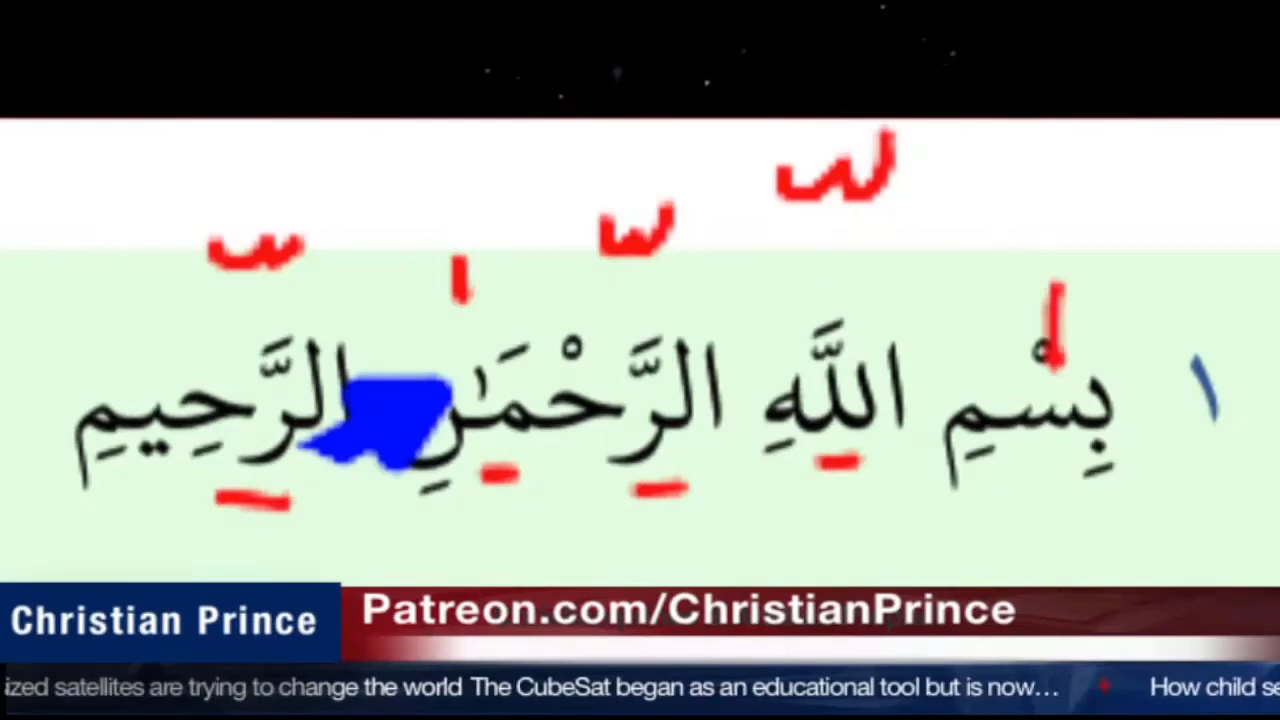 ١ بِسْمِ اللَّهِ الرَّحْمَٰنِ الرَّحِيمِ
Christian Prince
Patreon.com/ChristianPrince
ized satellites are trying to change the world The CubeSat began as an educational tool but is now… How child se